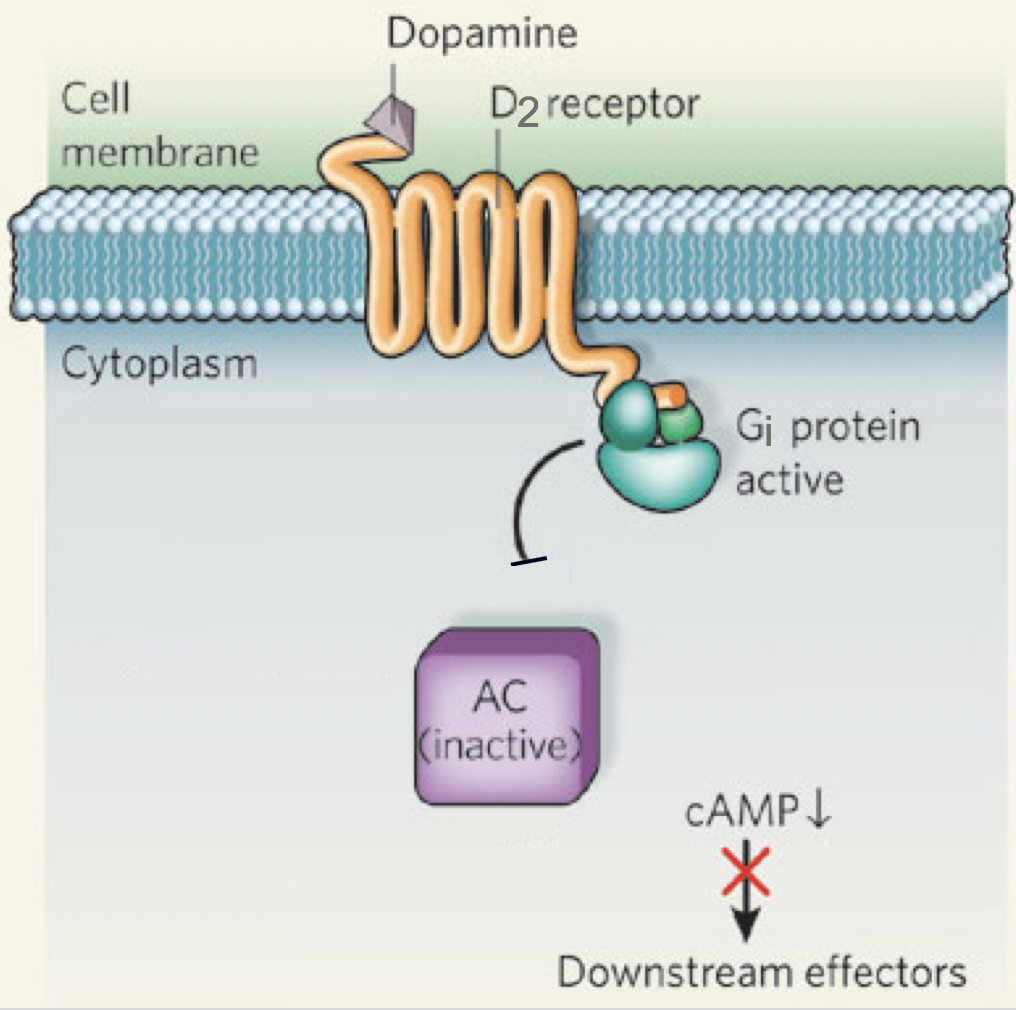 Dopamine
Cell
membrane
D2 receptor
Cytoplasm
Gi protein
active
AC
(inactive)
cAMP↓
Downstream effectors